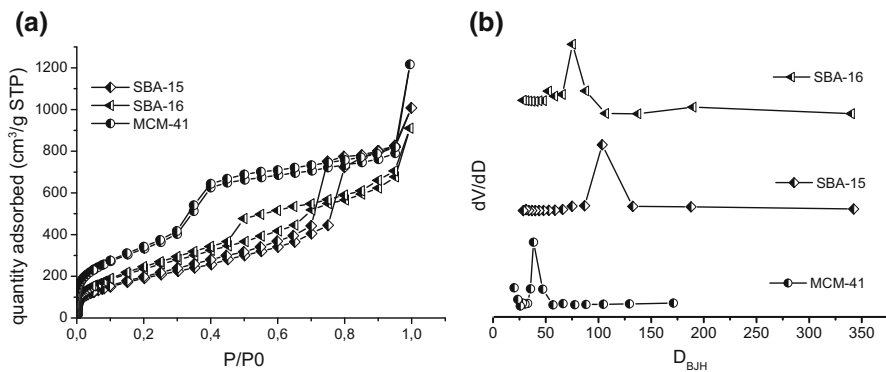 (a)
quantity adsorbed (cm³/g STP)
1200
1000
800
600
400
200
0
SBA-15
SBA-16
MCM-41
0,0 0,2 0,4 0,6 0,8 1,0
P/P0
(b)
dV/dD
SBA-16
SBA-15
MCM-41
0 50 100 150 200 250 300 350
D_BJH